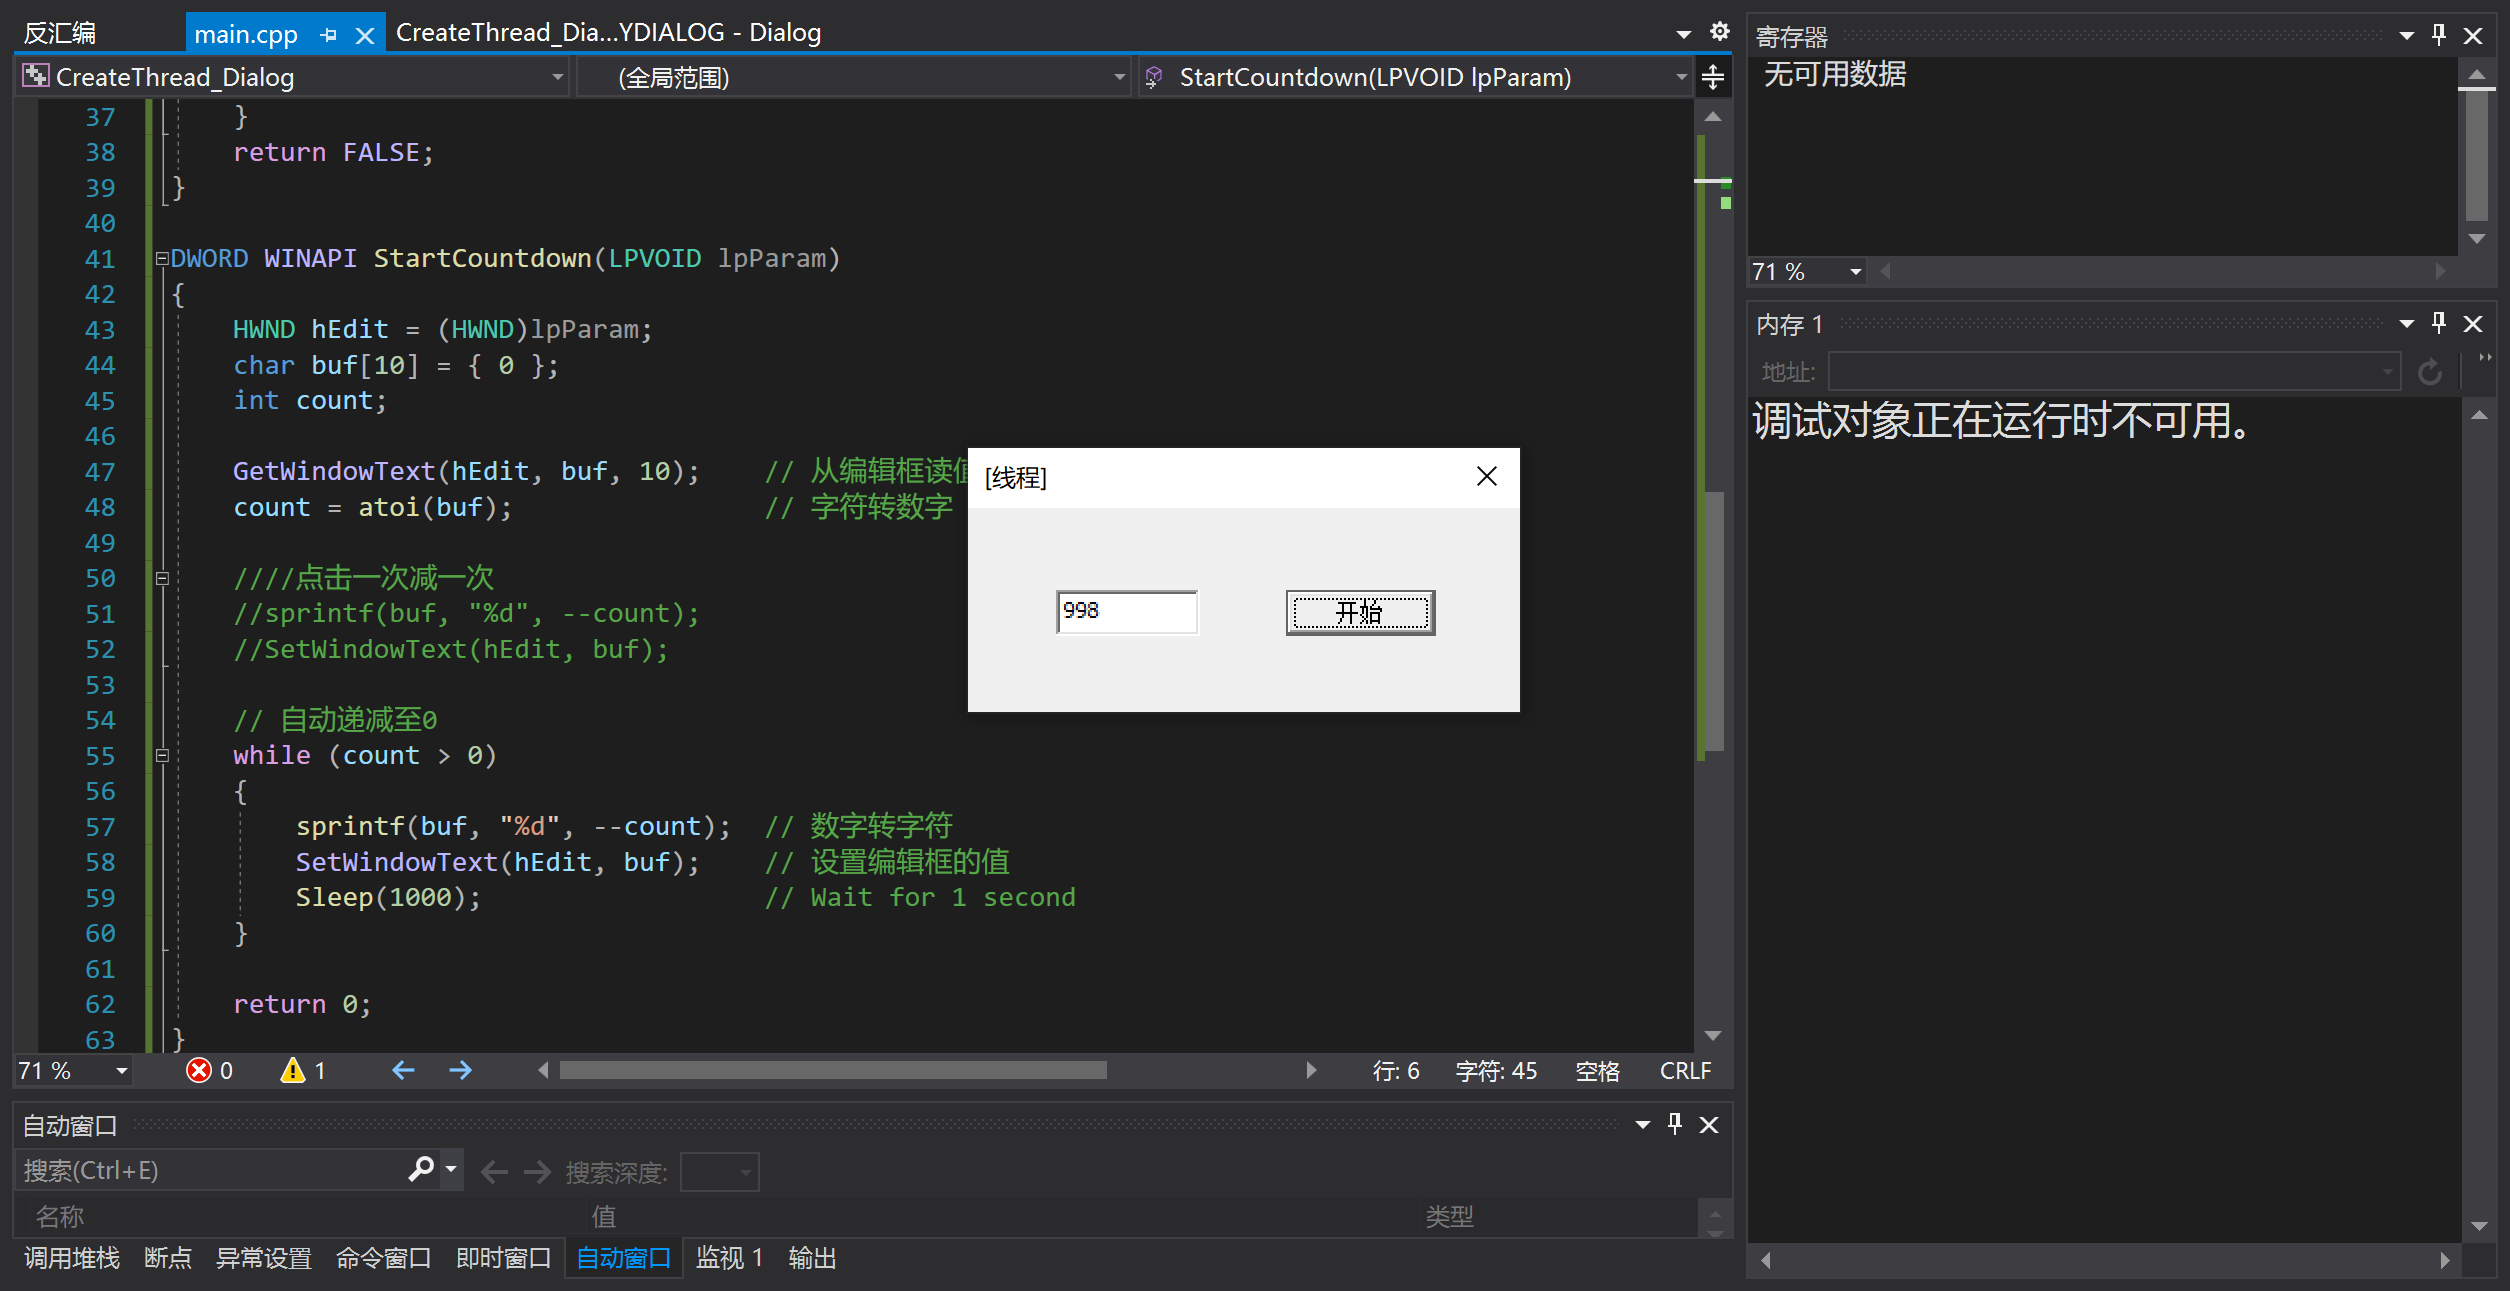 反汇编 main.cpp CreateThread_Dia...YDIALOG - Dialog
CreateThread_Dialog (全局范围) StartCountdown(LPVOID lpParam)
37 }
38 return FALSE;
39 }
40
41 DWORD WINAPI StartCountdown(LPVOID lpParam)
42 {
43 HWND hEdit = (HWND)lpParam;
44 char buf[10] = { 0 };
45 int count;
46
47 GetWindowText(hEdit, buf, 10); // 从编辑框读值
48 count = atoi(buf); // 字符转数字
49
50 ////点击一次减一次
51 //sprintf(buf, "%d", --count);
52 //SetWindowText(hEdit, buf);
53
54 // 自动递减至0
55 while (count > 0)
56 {
57 sprintf(buf, "%d", --count); // 数字转字符
58 SetWindowText(hEdit, buf); // 设置编辑框的值
59 Sleep(1000); // Wait for 1 second
60 }
61
62 return 0;
63 }
71 % 0 1 行: 6 字符: 45 空格 CRLF
[线程]
998 开始
自动窗口
搜索(Ctrl+E) 搜索深度:
名称 值 类型
调用堆栈 断点 异常设置 命令窗口 即时窗口 自动窗口 监视 1 输出
寄存器
无可用数据
71 %
内存 1
地址:
调试对象正在运行时不可用。